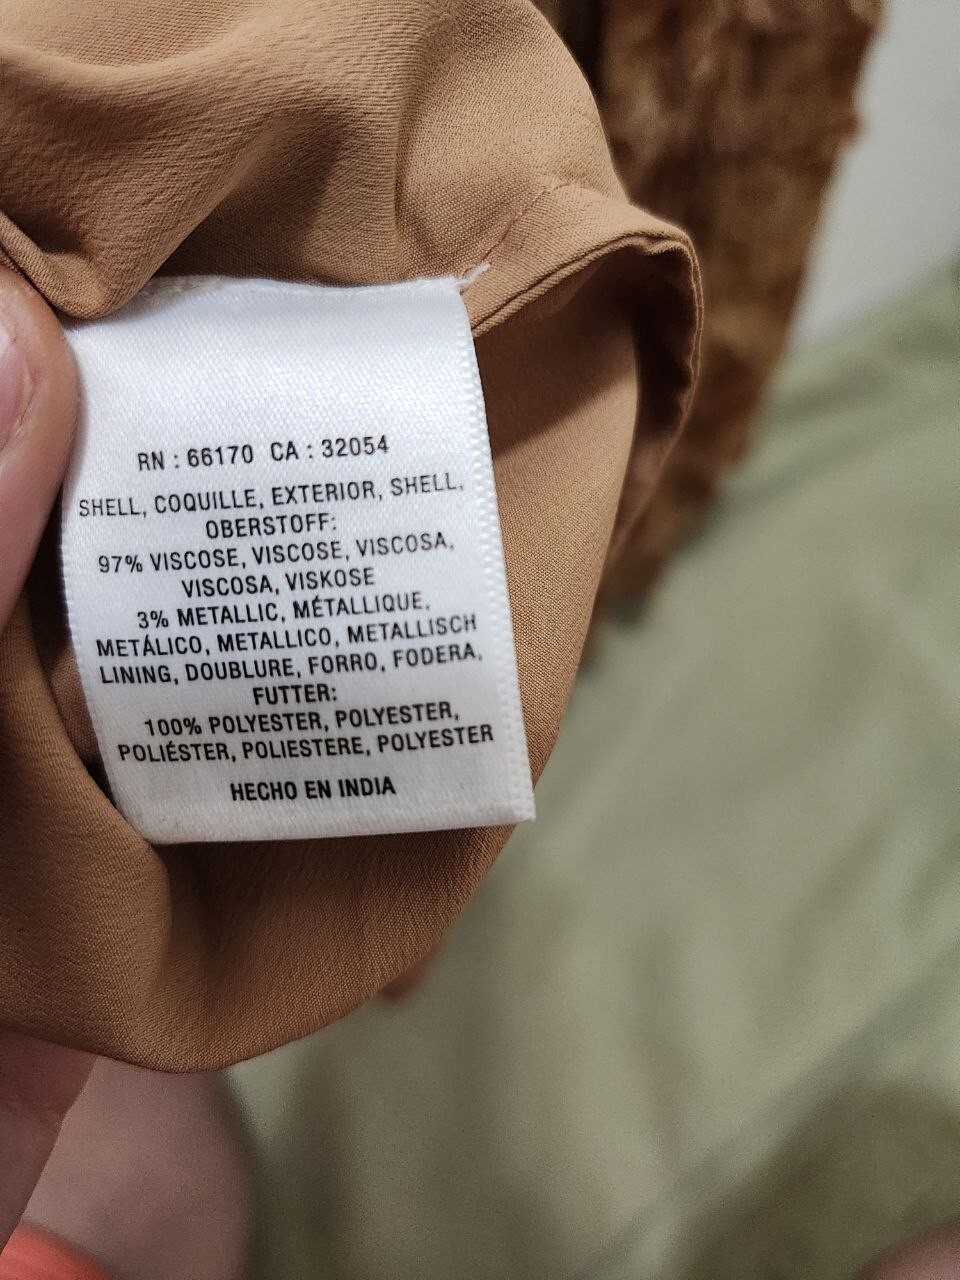 RN : 66170 CA : 32054
SHELL, COQUILLE, EXTERIOR, SHELL,
OBERSTOFF:
97% VISCOSE, VISCOSE, VISCOSA,
VISCOSA, VISKOSE
3% METALLIC, MÉTALLIQUE,
METÁLICO, METALLICO, METALLISCH
LINING, DOUBLURE, FORRO, FODERA,
FUTTER:
100% POLYESTER, POLYESTER,
POLIÉSTER, POLIESTERE, POLYESTER
HECHO EN INDIA